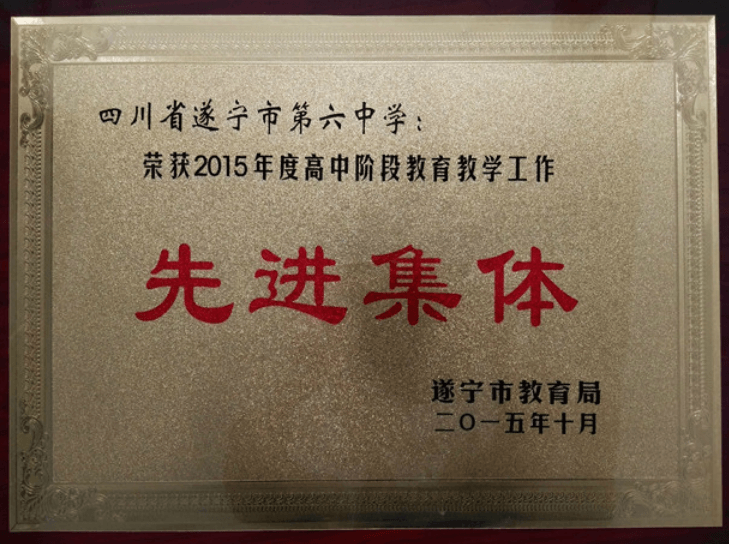 四川省遂宁市第六中学:
荣获2015年度高中阶段教育教学工作
先进集体
遂宁市教育局
二〇一五年十月